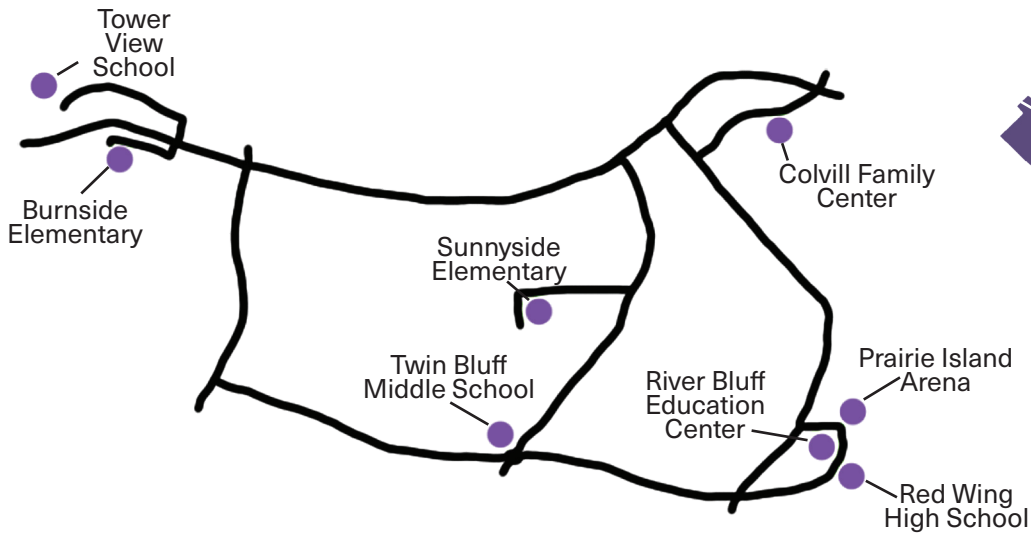 Tower
View
School
Burnside
Elementary
Colvill Family
Center
Sunnyside
Elementary
Twin Bluff
Middle School
River Bluff
Education
Center
Prairie Island
Arena
Red Wing
High School